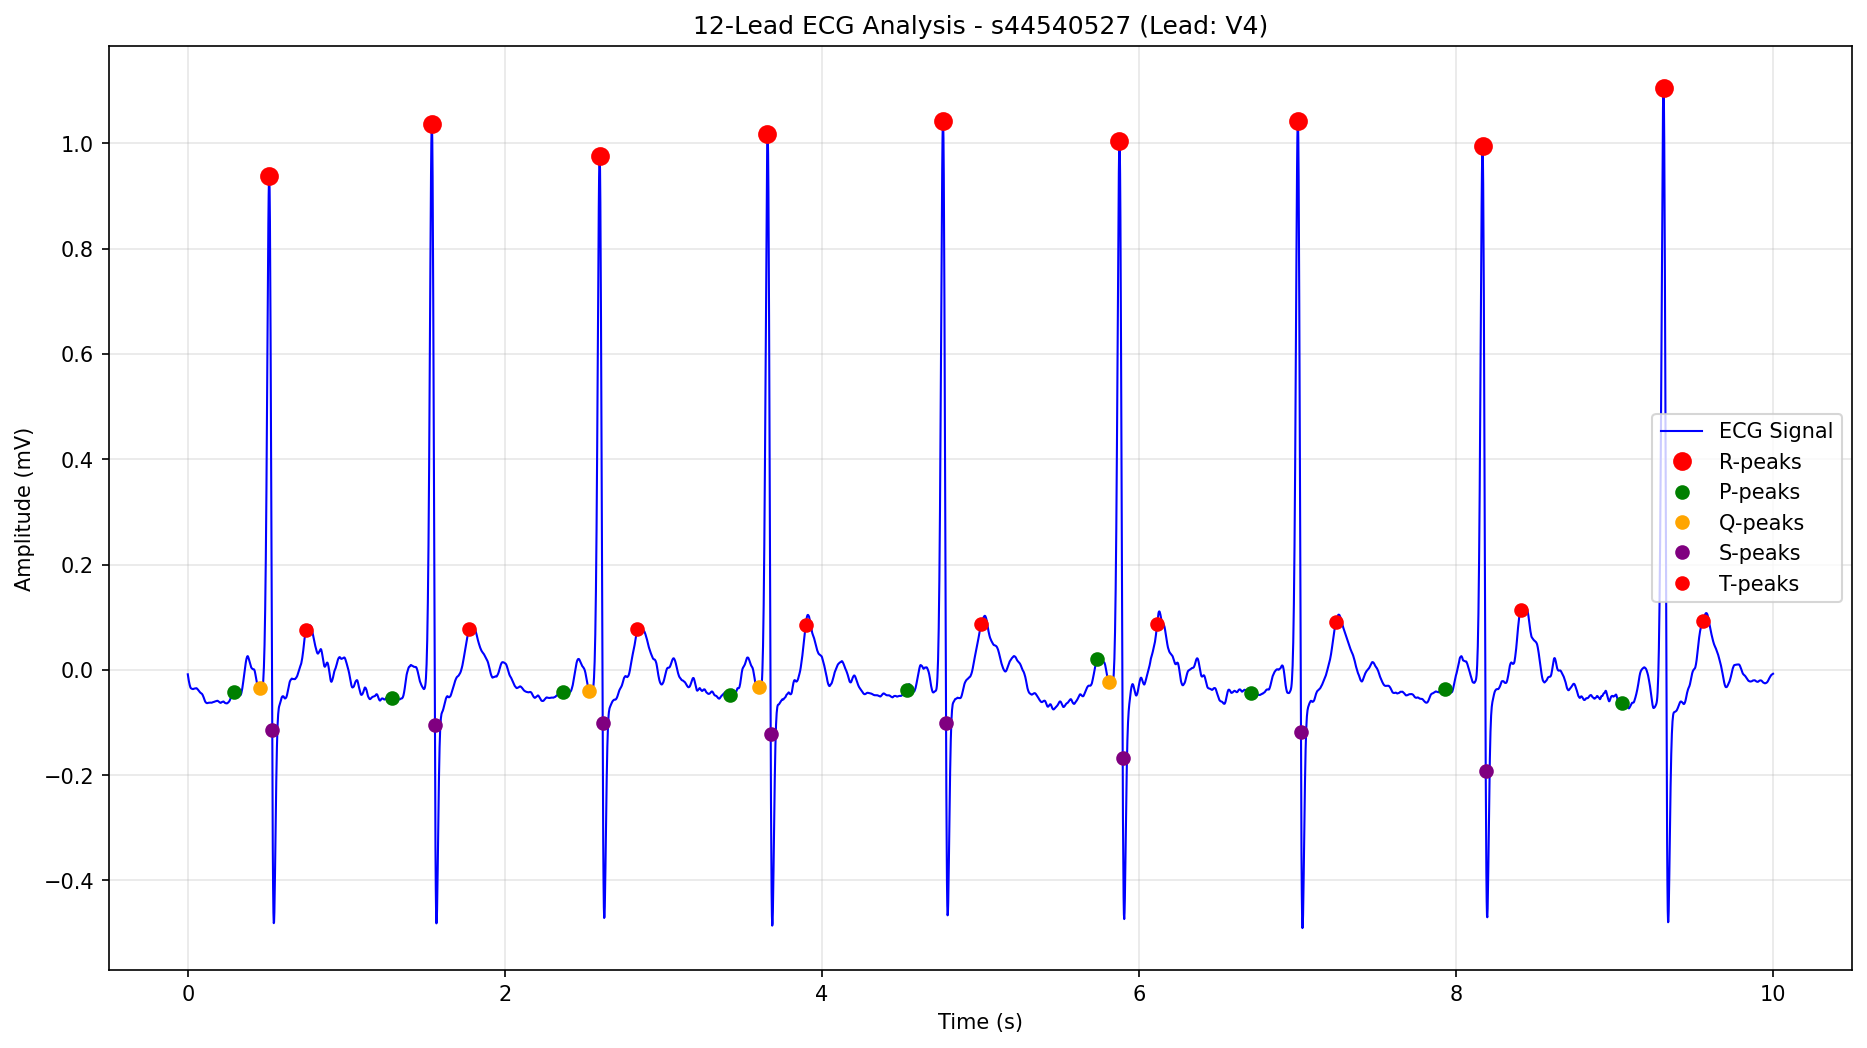 12-Lead ECG Analysis - s44540527 (Lead: V4)
Amplitude (mV)
1.0
0.8
0.6
0.4
0.2
0.0
−0.2
−0.4
ECG Signal
R-peaks
P-peaks
Q-peaks
S-peaks
T-peaks
0 2 4 6 8 10
Time (s)